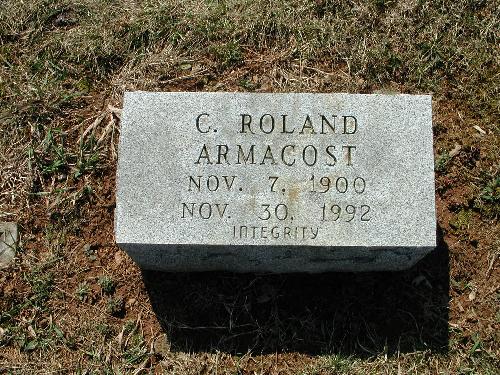 C. ROLAND
ARMACOST
NOV. 7, 1900
NOV. 30, 1992
INTEGRITY